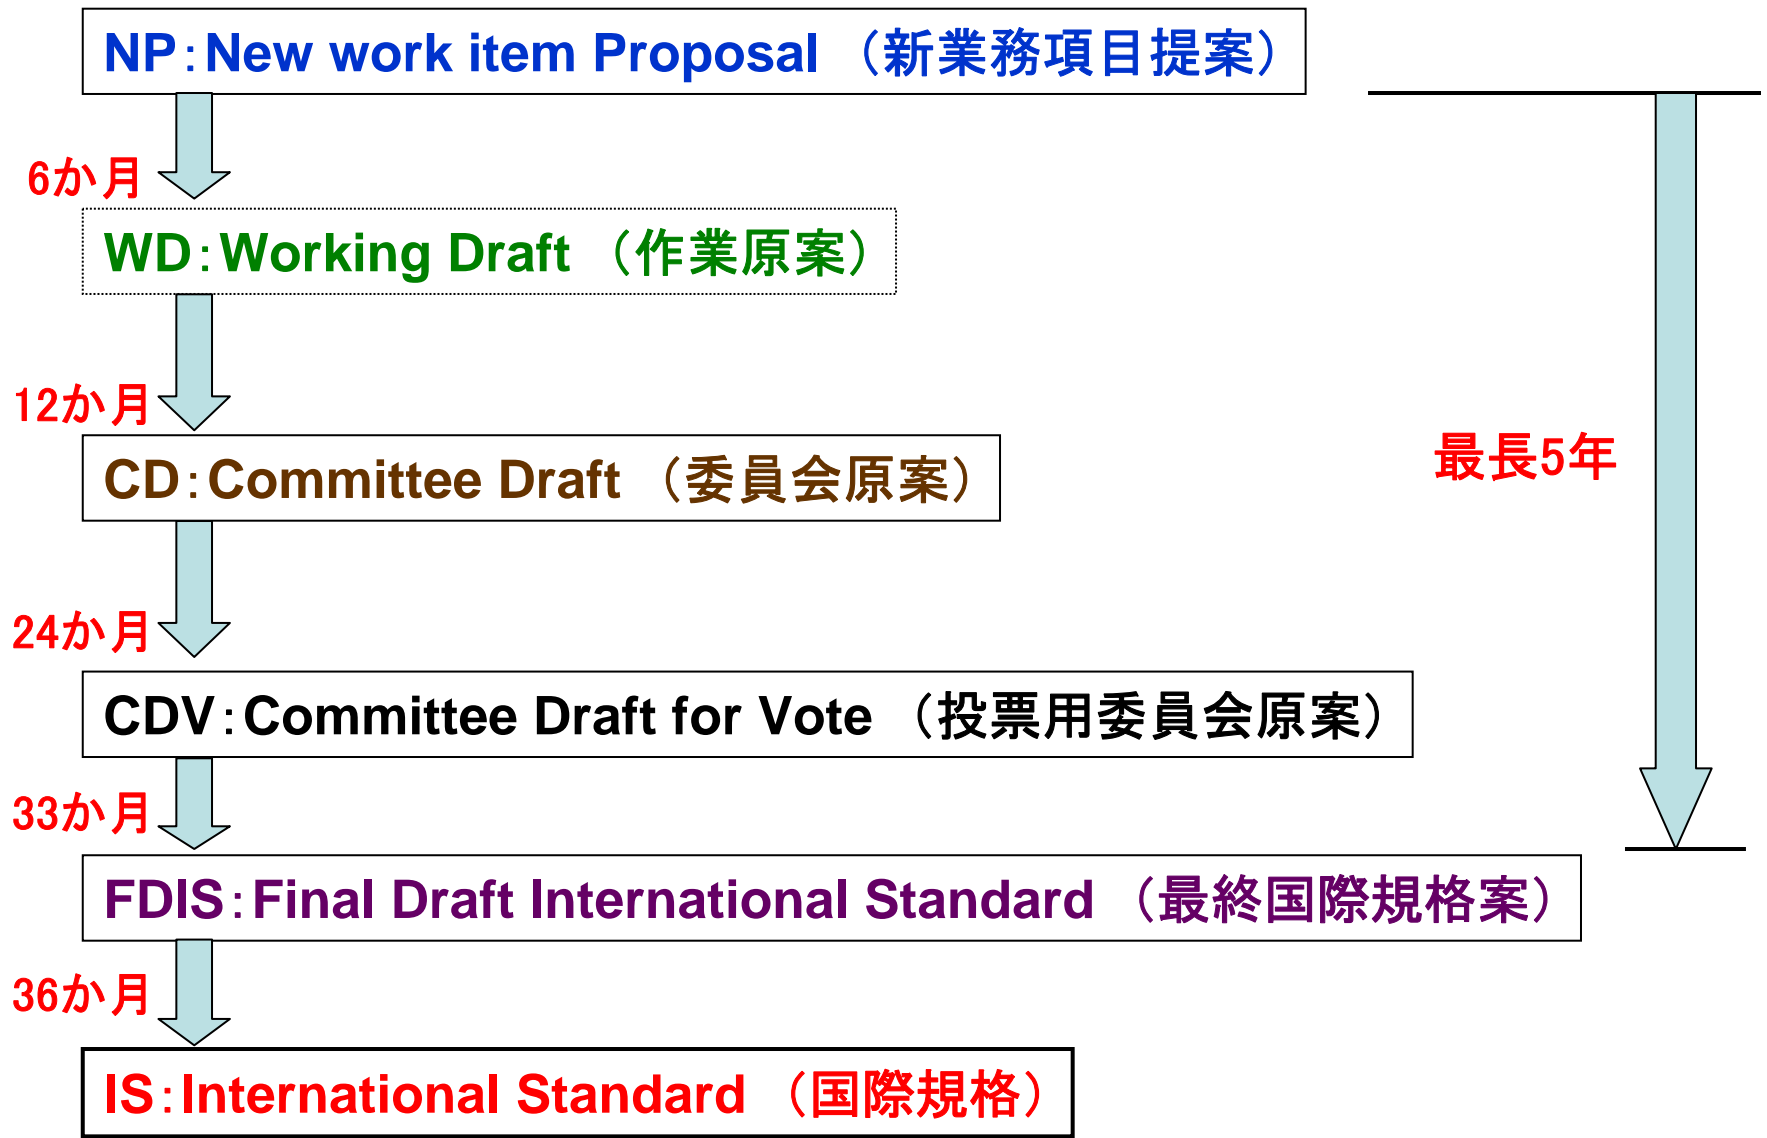 NP：New work item Proposal （新業務項目提案）
6か月
WD：Working Draft （作業原案）
12か月
CD：Committee Draft （委員会原案）
最長5年
24か月
CDV：Committee Draft for Vote （投票用委員会原案）
33か月
FDIS：Final Draft International Standard （最終国際規格案）
36か月
IS：International Standard （国際規格）